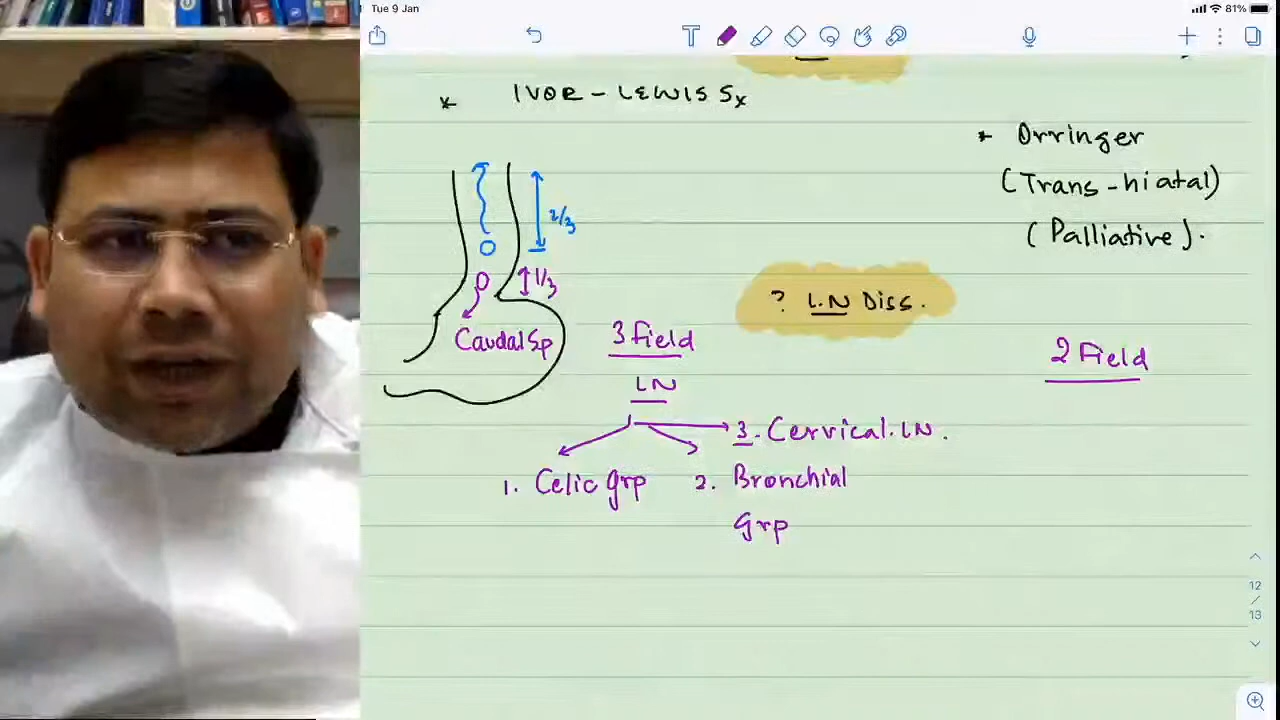 Tue 9 Jan
81%
T
* IVOR - LEWIS Sx
* Orringer
(Trans - hiatal)
(Palliative).
2/3
1/3
Caudal Sp
? L.N Diss.
3 Field
LN
2 Field
3. Cervical. LN.
1. Celic grp
2. Bronchial
Grp
12
/
13